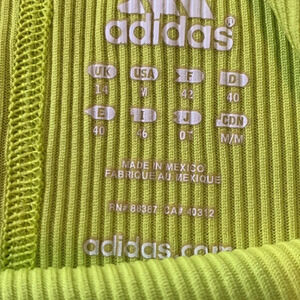 adidas®
UK USA F D
14 M 42 40
E I J CDN
40 46 0 M/M
MADE IN MEXICO
FABRIQUE AU MEXIQUE
RN# 88387 CA# 40312
adidas.com